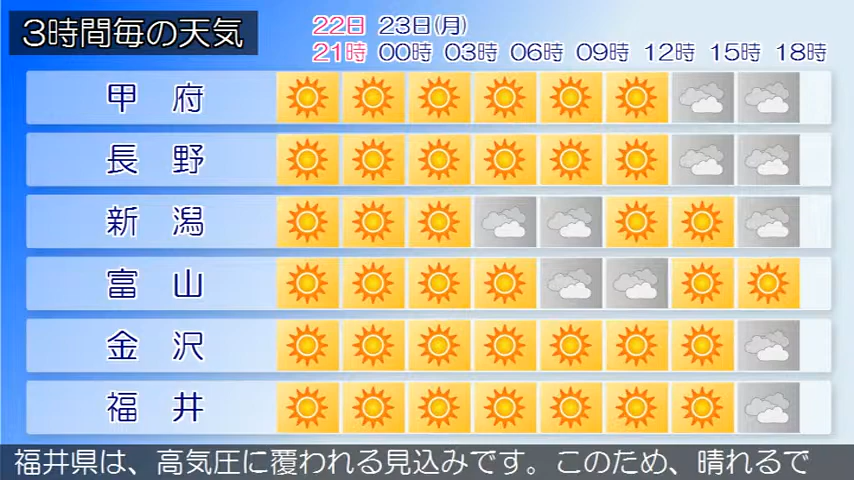 3時間毎の天気
22日 23日(月)
21時 00時 03時 06時 09時 12時 15時 18時
甲 府
長 野
新 潟
富 山
金 沢
福 井
福井県は、高気圧に覆われる見込みです。このため、晴れるで